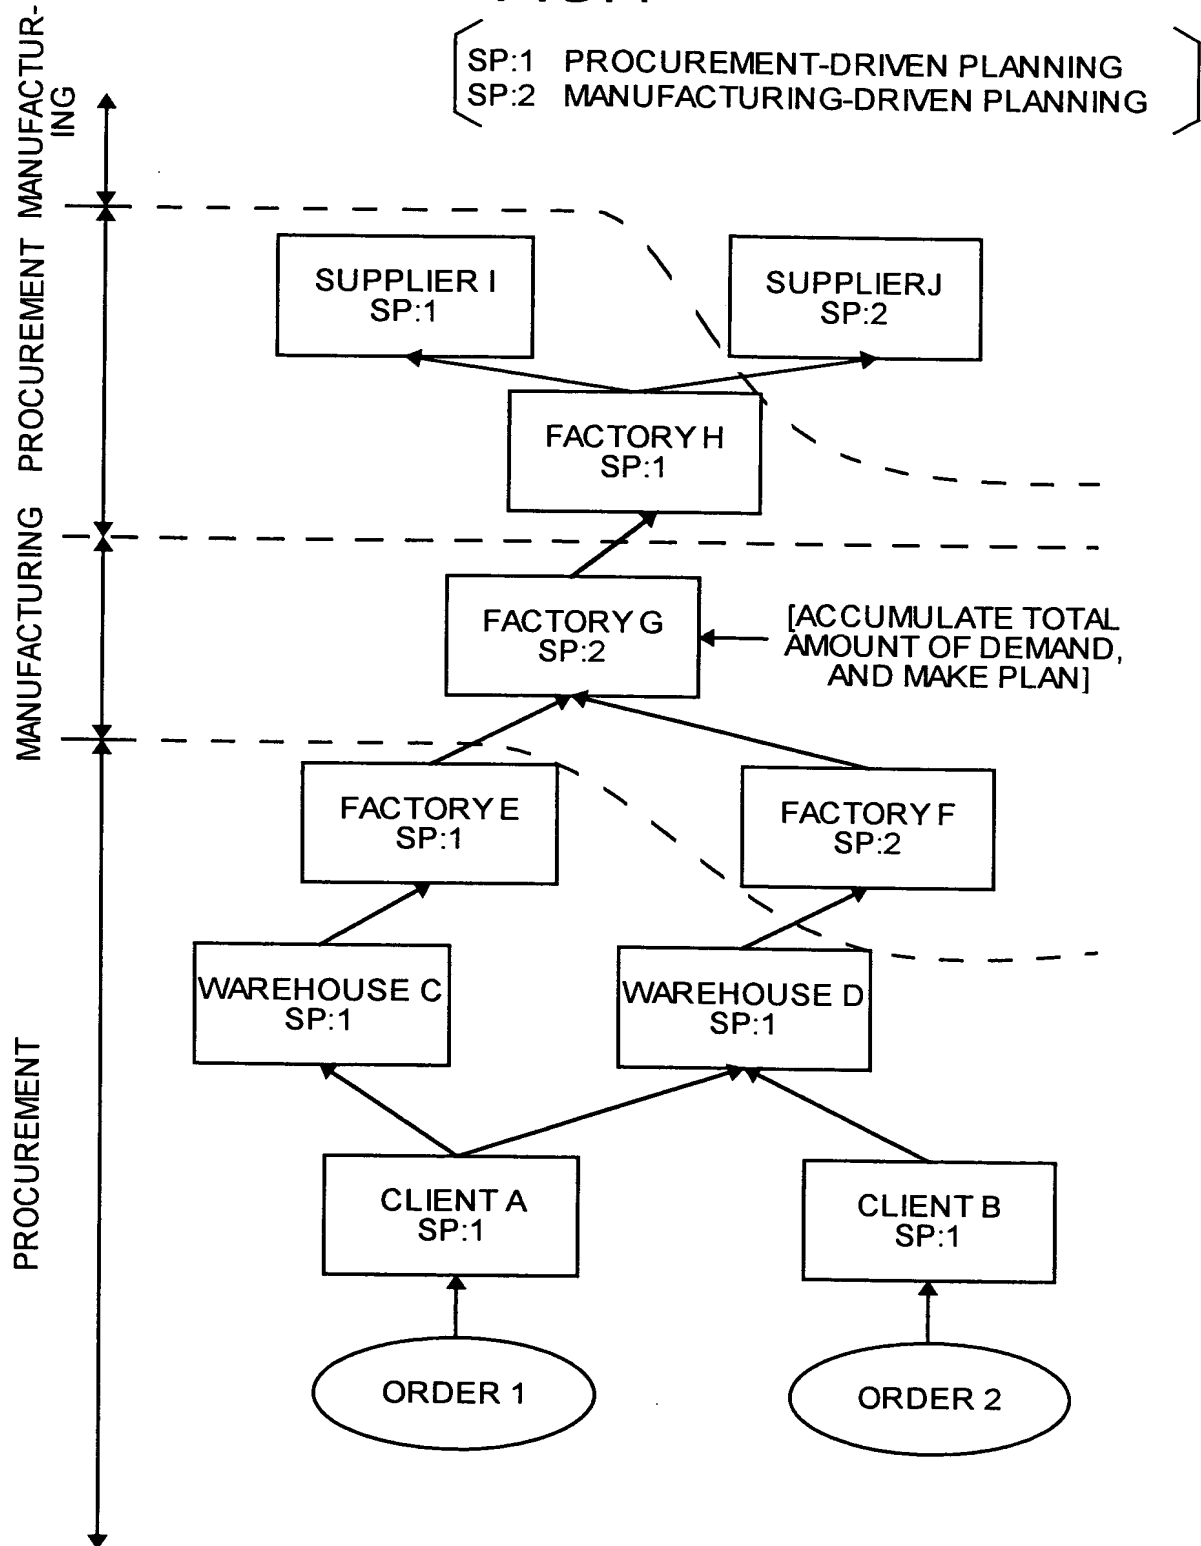 SP:1 PROCUREMENT-DRIVEN PLANNING
SP:2 MANUFACTURING-DRIVEN PLANNING
MANUFACTUR-
ING
PROCUREMENT
MANUFACTURING
PROCUREMENT
SUPPLIER I
SP:1
SUPPLIER J
SP:2
FACTORY H
SP:1
FACTORY G
SP:2
[ACCUMULATE TOTAL
AMOUNT OF DEMAND,
AND MAKE PLAN]
FACTORY E
SP:1
FACTORY F
SP:2
WAREHOUSE C
SP:1
WAREHOUSE D
SP:1
CLIENT A
SP:1
CLIENT B
SP:1
ORDER 1
ORDER 2